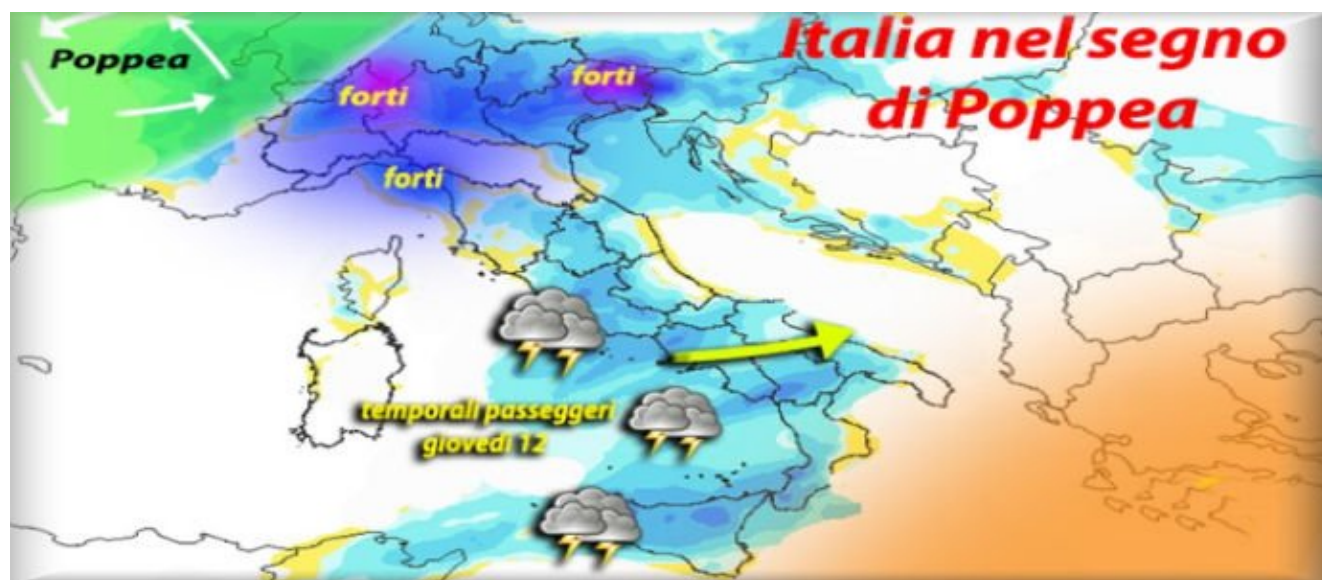 Poppea
Italia nel segno
di Poppea
forti
forti
forti
temporali passeggeri
giovedì 12